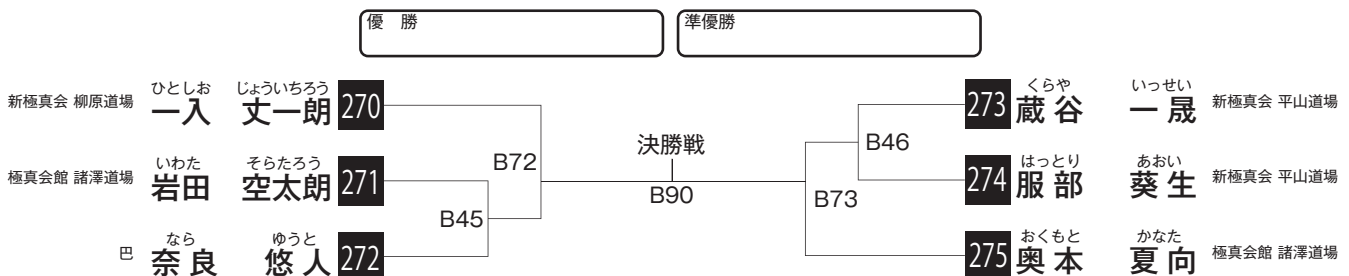 優　勝
準優勝
ひとしお　じょういちろう
新極真会 柳原道場　一入　丈一朗　270
いわた　そらたろう
極真会館 諸澤道場　岩田　空太朗　271
なら　ゆうと
巴　奈良　悠人　272
B72
B45
決勝戦
B90
B46
B73
くらや　いっせい
273　蔵谷　一晟　新極真会 平山道場
はっとり　あおい
274　服部　葵生　新極真会 平山道場
おくもと　かなた
275　奥本　夏向　極真会館 諸澤道場